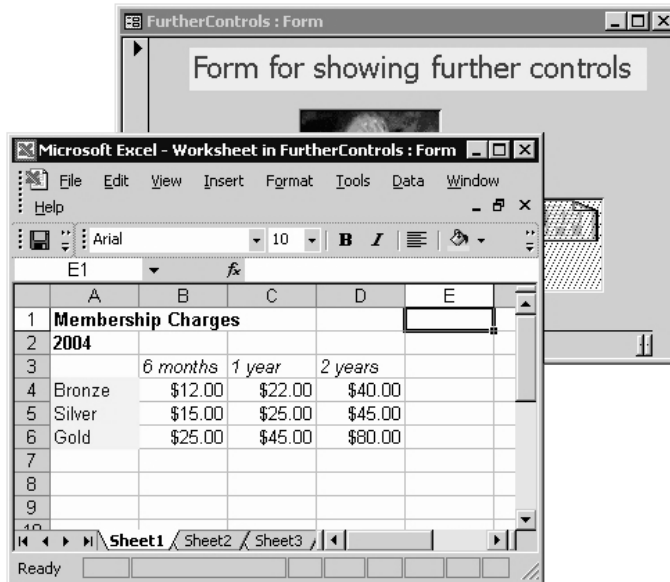 FurtherControls : Form
Form for showing further controls
Microsoft Excel - Worksheet in FurtherControls : Form
File Edit View Insert Format Tools Data Window
Help
Arial 10 B I
E1 fx
A B C D E
1 Membership Charges
2 2004
3 6 months 1 year 2 years
4 Bronze $12.00 $22.00 $40.00
5 Silver $15.00 $25.00 $45.00
6 Gold $25.00 $45.00 $80.00
7
8
9
10
Sheet1 Sheet2 Sheet3
Ready